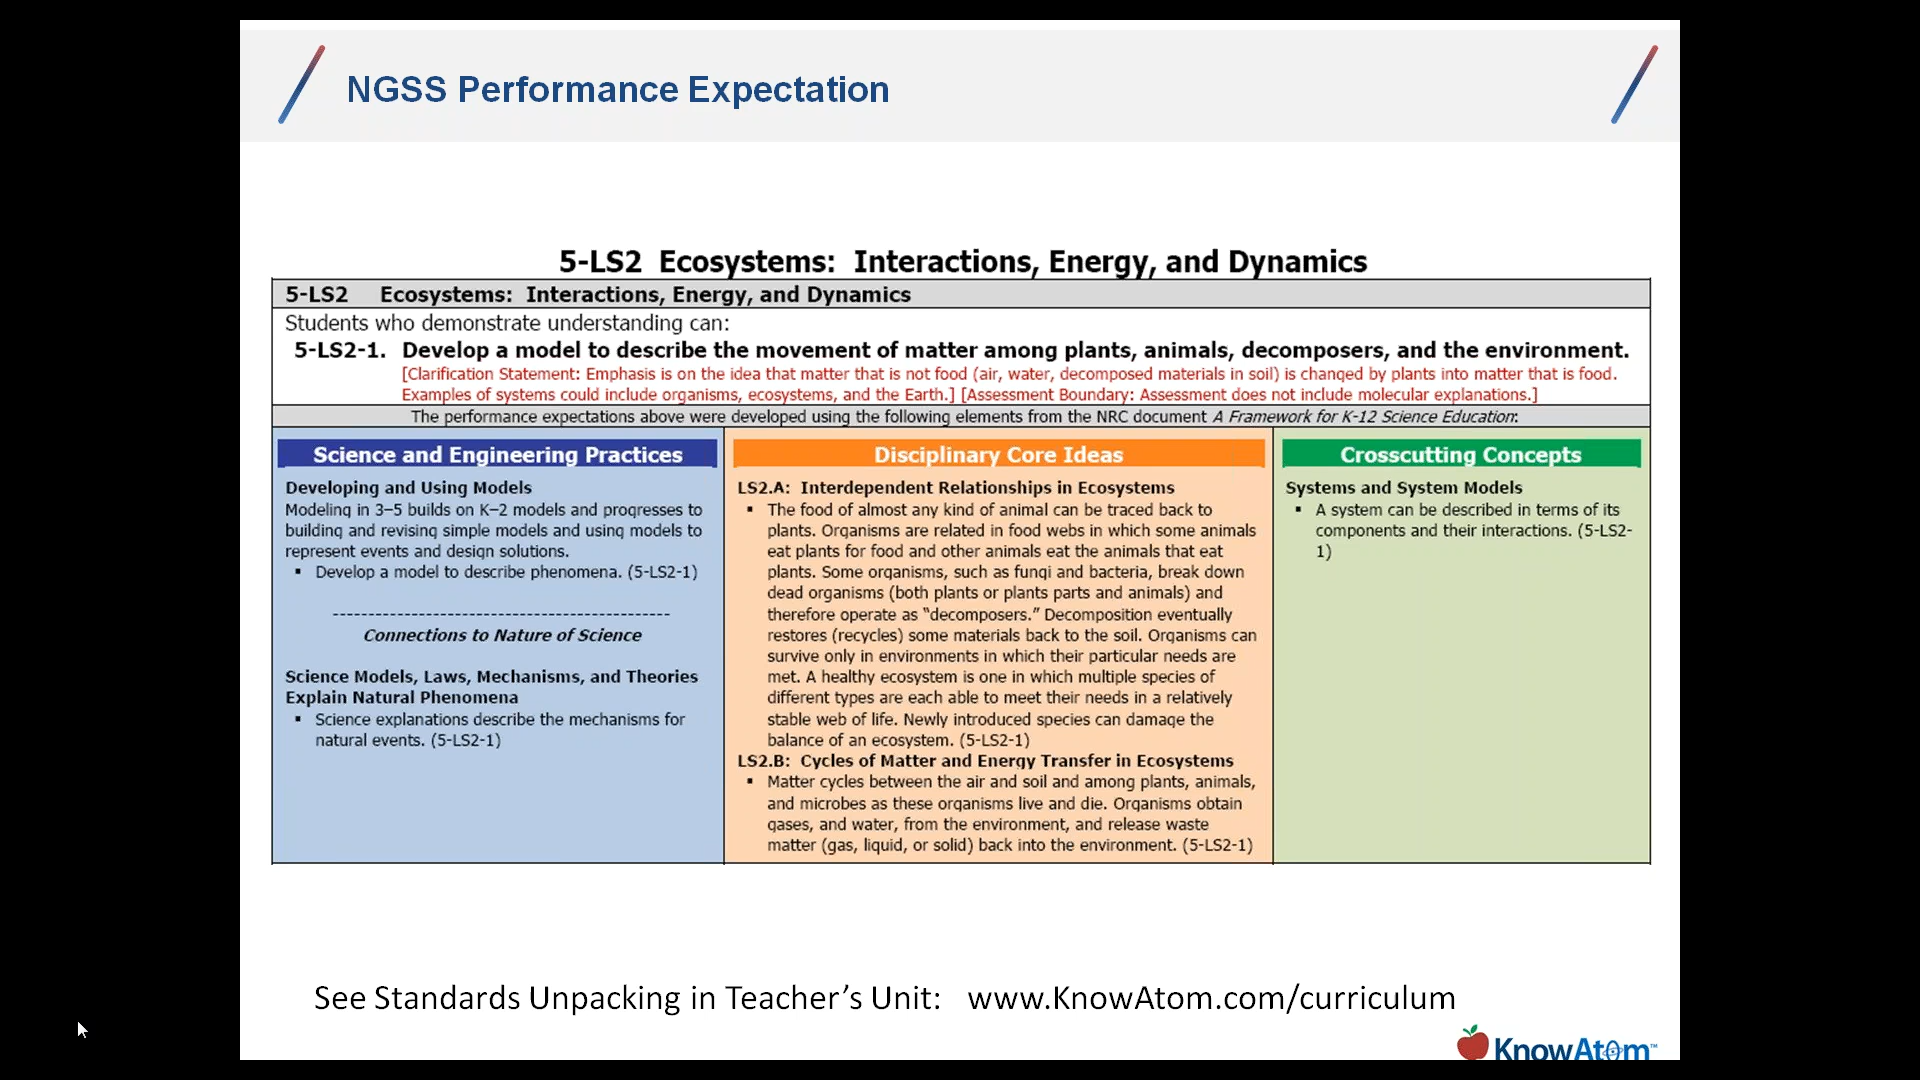 NGSS Performance Expectation
5-LS2 Ecosystems: Interactions, Energy, and Dynamics
5-LS2 Ecosystems: Interactions, Energy, and Dynamics
Students who demonstrate understanding can:
5-LS2-1. Develop a model to describe the movement of matter among plants, animals, decomposers, and the environment.
[Clarification Statement: Emphasis is on the idea that matter that is not food (air, water, decomposed materials in soil) is changed by plants into matter that is food.
Examples of systems could include organisms, ecosystems, and the Earth.] [Assessment Boundary: Assessment does not include molecular explanations.]
The performance expectations above were developed using the following elements from the NRC document A Framework for K-12 Science Education:
Science and Engineering Practices
Developing and Using Models
Modeling in 3–5 builds on K–2 models and progresses to
building and revising simple models and using models to
represent events and design solutions.
▪ Develop a model to describe phenomena. (5-LS2-1)
-----------------------------------------------
Connections to Nature of Science
Science Models, Laws, Mechanisms, and Theories
Explain Natural Phenomena
▪ Science explanations describe the mechanisms for
natural events. (5-LS2-1)
Disciplinary Core Ideas
LS2.A: Interdependent Relationships in Ecosystems
▪ The food of almost any kind of animal can be traced back to
plants. Organisms are related in food webs in which some animals
eat plants for food and other animals eat the animals that eat
plants. Some organisms, such as fungi and bacteria, break down
dead organisms (both plants or plants parts and animals) and
therefore operate as “decomposers.” Decomposition eventually
restores (recycles) some materials back to the soil. Organisms can
survive only in environments in which their particular needs are
met. A healthy ecosystem is one in which multiple species of
different types are each able to meet their needs in a relatively
stable web of life. Newly introduced species can damage the
balance of an ecosystem. (5-LS2-1)
LS2.B: Cycles of Matter and Energy Transfer in Ecosystems
▪ Matter cycles between the air and soil and among plants, animals,
and microbes as these organisms live and die. Organisms obtain
gases, and water, from the environment, and release waste
matter (gas, liquid, or solid) back into the environment. (5-LS2-1)
Crosscutting Concepts
Systems and System Models
▪ A system can be described in terms of its
components and their interactions. (5-LS2-
1)
See Standards Unpacking in Teacher’s Unit: www.KnowAtom.com/curriculum
KnowAtom™